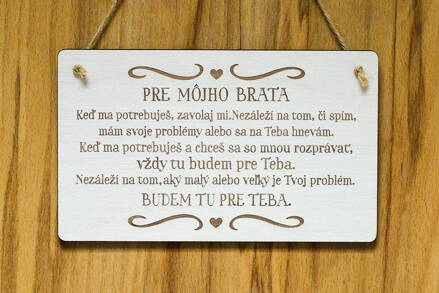 PRE MÔJHO BRATA
Keď ma potrebuješ, zavolaj mi. Nezáleží na tom, či spím,
mám svoje problémy alebo sa na Teba hnevám.
Keď ma potrebuješ a chceš sa so mnou rozprávať,
vždy tu budem pre Teba.
Nezáleží na tom, aký malý alebo veľký je Tvoj problém.
BUDEM TU PRE TEBA.